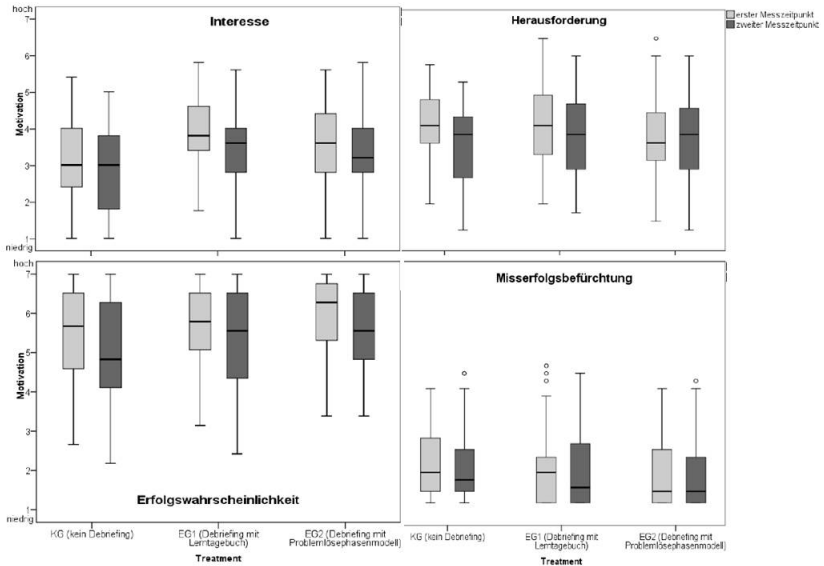 hoch
7
6
5
4
3
2
1
niedrig
Motivation
Interesse
Herausforderung
erster Messzeitpunkt
zweiter Messzeitpunkt
hoch
7
6
5
4
3
2
1
niedrig
Motivation
Erfolgswahrscheinlichkeit
Misserfolgsbefürchtung
KG (kein Debriefing)
EG1 (Debriefing mit
Lerntagebuch)
EG2 (Debriefing mit
Problemlösephasenmodell)
Treatment
KG (kein Debriefing)
EG1 (Debriefing mit
Lerntagebuch)
EG2 (Debriefing mit
Problemlösephasenmodell)
Treatment